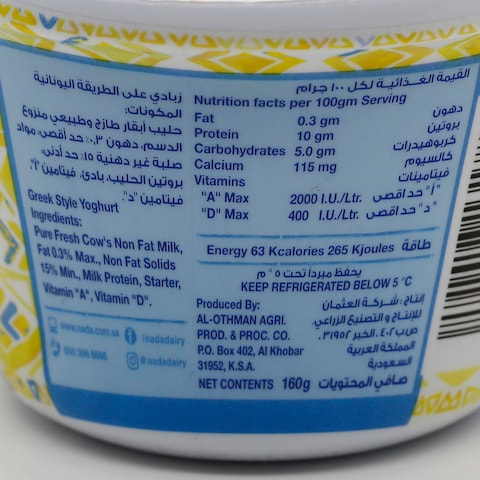 زبادي على الطريقة اليونانية
المكونات:
حليب أبقار طازج وطبيعي منزوع
الدسم، دهون ٠,٣٪ حد أقصى، مواد
صلبة غير دهنية ١٥٪ حد أدنى،
بروتين الحليب، بادئ، فيتامين "أ"،
فيتامين "د".
Greek Style Yoghurt
Ingredients:
Pure Fresh Cow's Non Fat Milk,
Fat 0.3% Max., Non Fat Solids
15% Min., Milk Protein, Starter,
Vitamin "A", Vitamin "D".
www.nada.com.sa
/nadadairy
@nadadairy
القيمة الغذائية لكل ١٠٠ جرام
Nutrition facts per 100gm Serving
Fat 0.3 gm دهون
Protein 10 gm بروتين
Carbohydrates 5.0 gm كربوهيدرات
Calcium 115 mg كالسيوم
Vitamins فيتامينات
"A" Max 2000 I.U./Ltr. "أ" حد اقصى
"D" Max 400 I.U./Ltr. "د" حد اقصى
Energy 63 Kcalories 265 Kjoules طاقة
يحفظ مبرداً تحت ٥ °م
KEEP REFRIGERATED BELOW 5 °C
Produced By:
AL-OTHMAN AGRI.
PROD. & PROC. CO.
P.O. Box 402, Al Khobar
31952, K.S.A.
إنتاج: شركة العثمان
للإنتاج و التصنيع الزراعي.
ص.ب ٤٠٢، الخبر ٣١٩٥٢.
المملكة العربية
السعودية
NET CONTENTS 160g صافي المحتويات